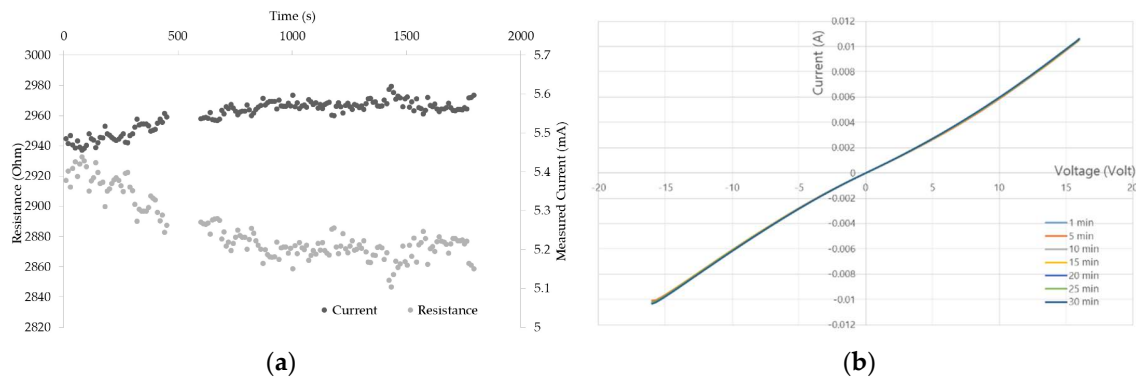 Time (s)
0 500 1000 1500 2000
3000
2980
2960
2940
2920
2900
2880
2860
2840
2820
Resistance (Ohm)
5.7
5.6
5.5
5.4
5.3
5.2
5.1
5
Measured Current (mA)
Current Resistance
(a)
0.012
0.01
0.008
0.006
0.004
0.002
0
-0.002
-0.004
-0.006
-0.008
-0.01
-0.012
Current (A)
Voltage (Volt)
-20 -15 -10 -5 0 5 10 15 20
1 min
5 min
10 min
15 min
20 min
25 min
30 min
(b)